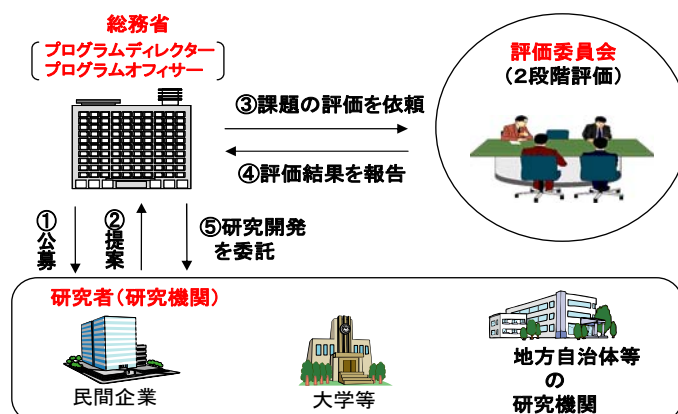 総務省
プログラムディレクター
プログラムオフィサー
評価委員会
(2段階評価)
③課題の評価を依頼
④評価結果を報告
①公募
②提案
⑤研究開発
を委託
研究者(研究機関)
民間企業
大学等
地方自治体等
の
研究機関